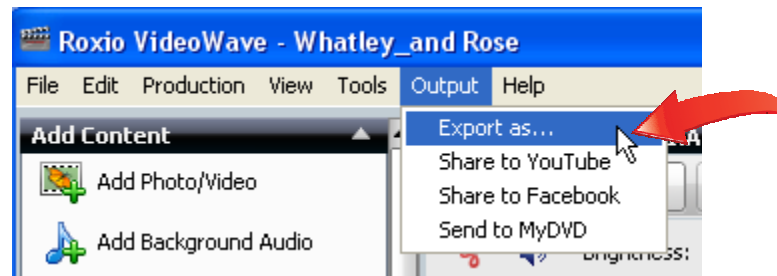 Roxio VideoWave - Whatley_and Rose
File Edit Production View Tools Output Help
Add Content
Export as...
Share to YouTube
Add Photo/Video
Share to Facebook
Send to MyDVD
Add Background Audio